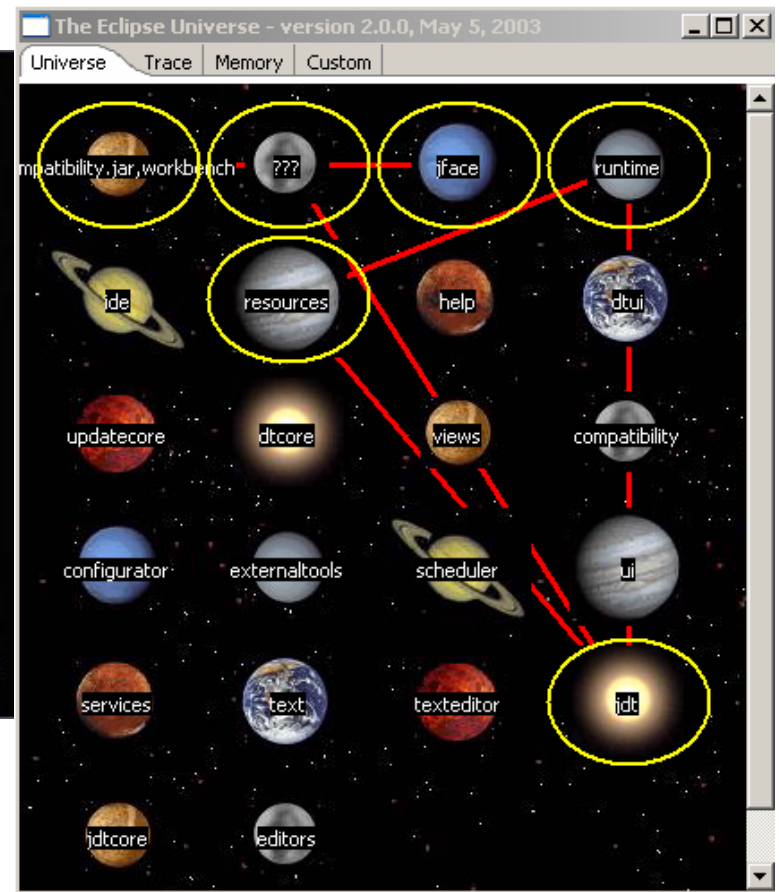 The Eclipse Universe - version 2.0.0, May 5, 2003
Universe Trace Memory Custom
mpatibility.jar,workbench ??? jface runtime
ide resources help dtui
updatecore dtcore views compatibility
configurator externaltools scheduler ui
services text texteditor jdt
jdtcore editors